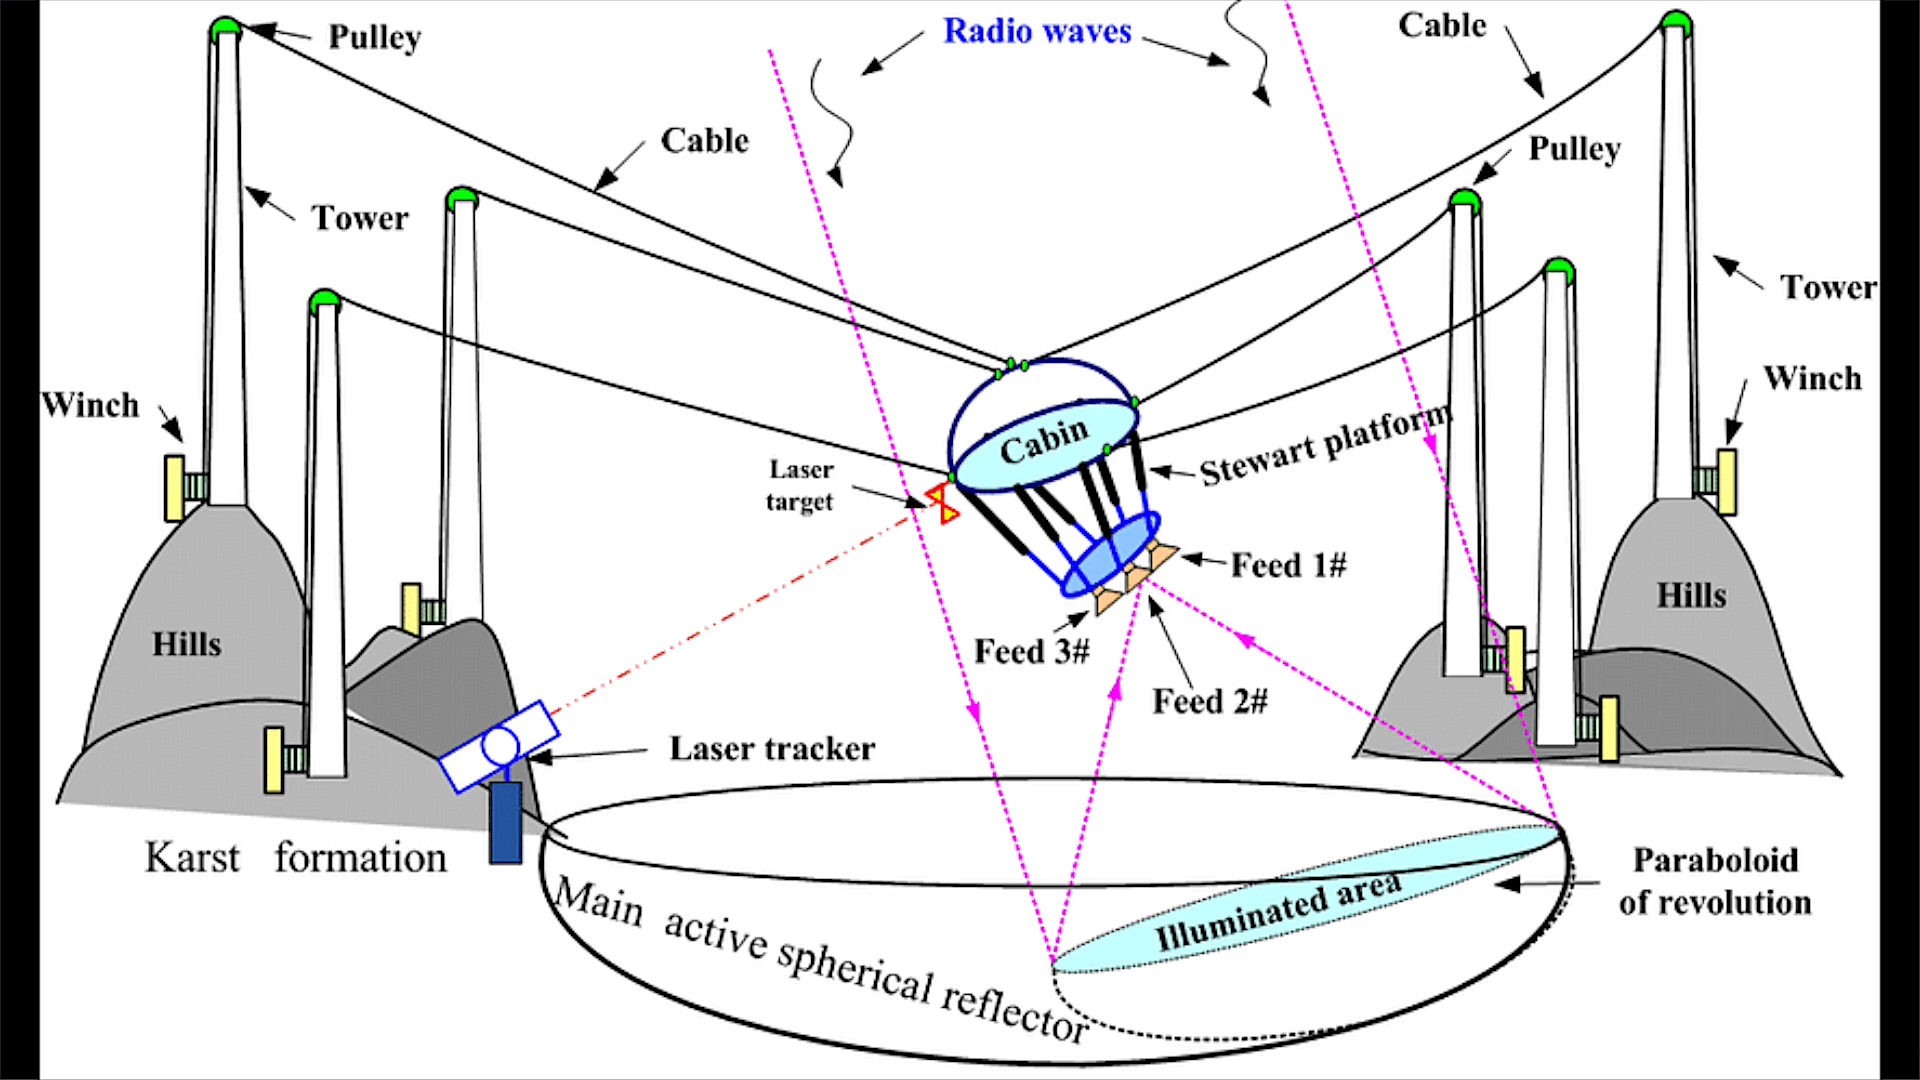 Pulley
Radio waves
Cable
Cable
Pulley
Tower
Tower
Winch
Winch
Cabin
Stewart platform
Laser
target
Feed 1#
Hills
Hills
Feed 3#
Feed 2#
Laser tracker
Karst formation
Paraboloid
of revolution
Illuminated area
Main active spherical reflector